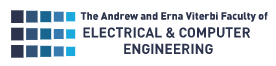 The Andrew and Erna Viterbi Faculty of
ELECTRICAL & COMPUTER
ENGINEERING